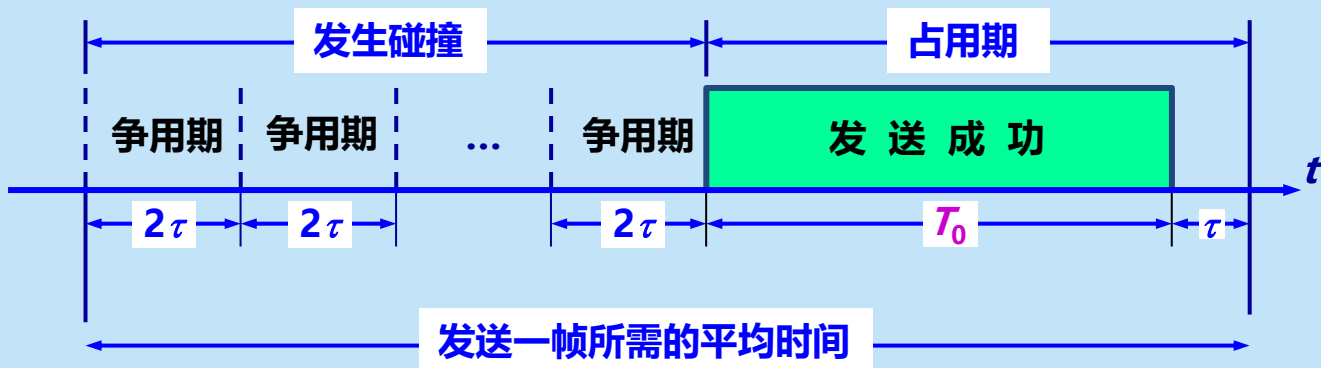 发生碰撞 占用期
争用期 争用期 ... 争用期 发 送 成 功
t
2τ 2τ 2τ T₀ τ
发送一帧所需的平均时间